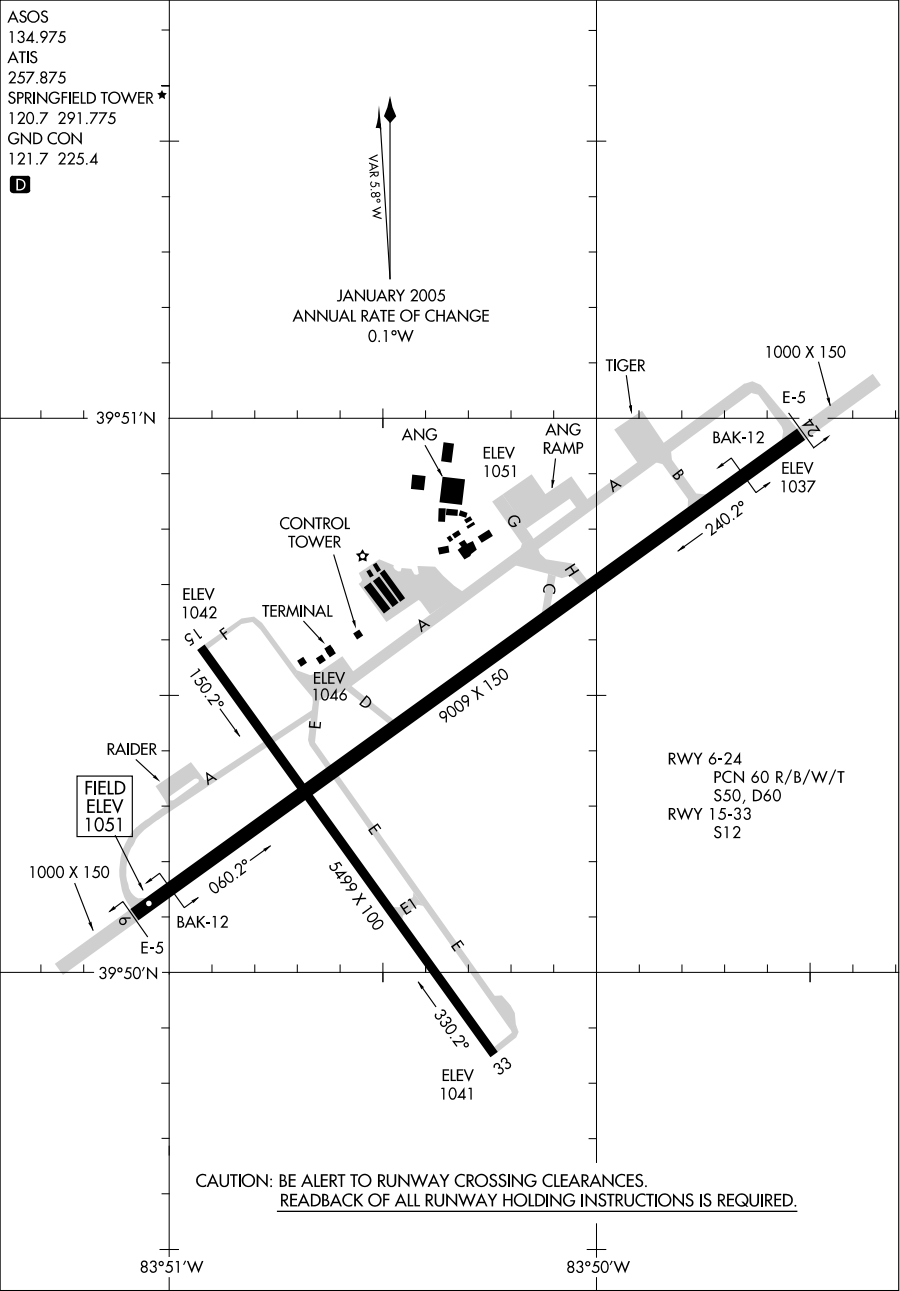 ASOS
134.975
ATIS
257.875
SPRINGFIELD TOWER
120.7 291.775
GND CON
121.7 225.4
D
VAR 5.8° W
JANUARY 2005
ANNUAL RATE OF CHANGE
0.1°W
1000 X 150
TIGER
39°51'N
E-5
24
ANG
ELEV
1051
ANG
RAMP
BAK-12
ELEV
1037
A
B
240.2°
G
CONTROL
TOWER
H
C
ELEV
1042
TERMINAL
A
15
F
ELEV
1046
150.2°
D
9009 X 150
E
RAIDER
A
FIELD
ELEV
1051
RWY 6-24
PCN 60 R/B/W/T
S50, D60
RWY 15-33
S12
E
1000 X 150
060.2°
5499 X 100
E1
6
BAK-12
E-5
E
39°50'N
330.2°
33
ELEV
1041
CAUTION: BE ALERT TO RUNWAY CROSSING CLEARANCES.
READBACK OF ALL RUNWAY HOLDING INSTRUCTIONS IS REQUIRED.
83°51'W
83°50'W